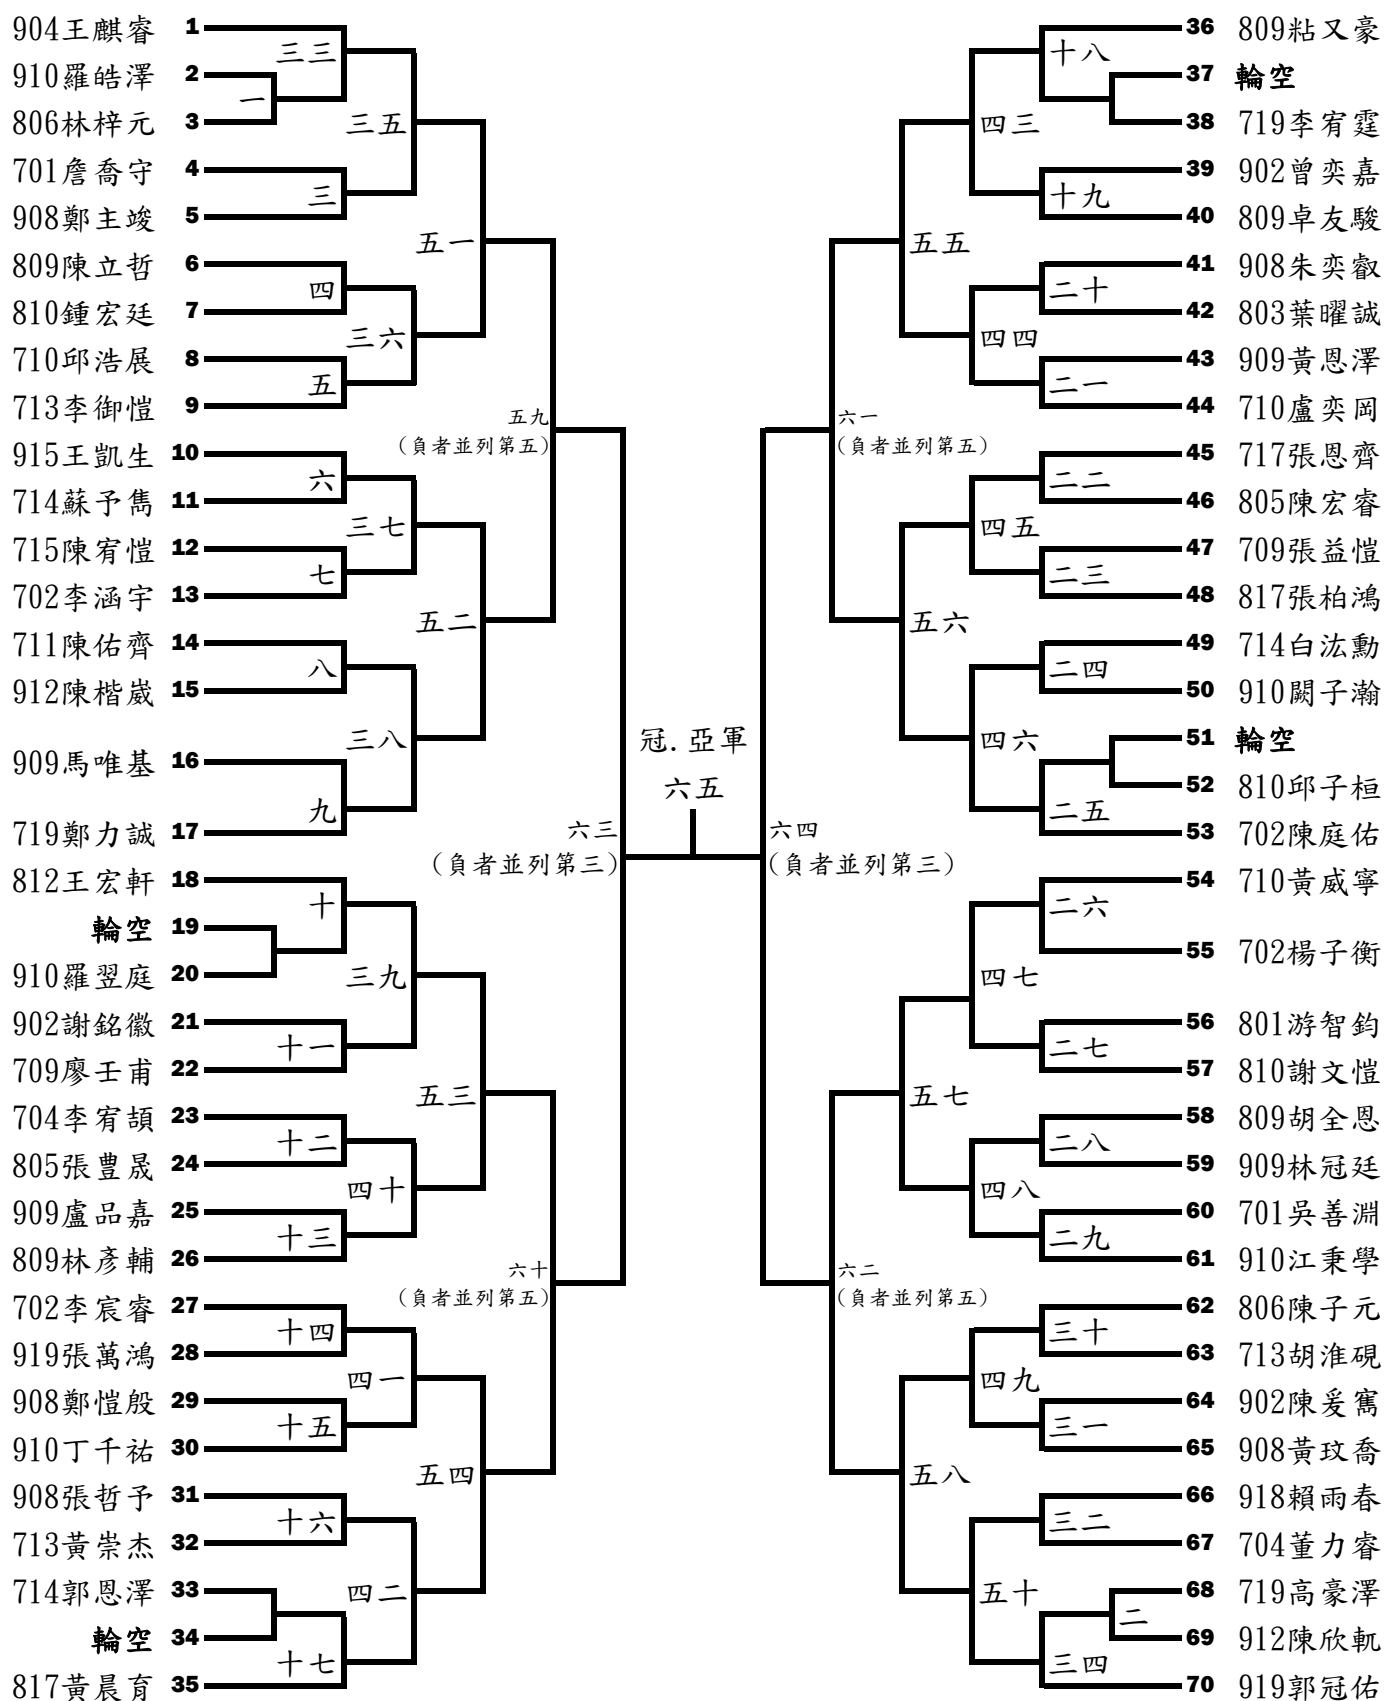 904王麒睿 1
910羅皓澤 2
806林梓元 3
701詹喬守 4
908鄭主竣 5
809陳立哲 6
810鍾宏廷 7
710邱浩展 8
713李御愷 9
915王凱生 10
714蘇予雋 11
715陳宥愷 12
702李涵宇 13
711陳佑齊 14
912陳楷崴 15
909馬唯基 16
719鄭力誠 17
812王宏軒 18
輪空 19
910羅翌庭 20
902謝銘徽 21
709廖壬甫 22
704李宥頡 23
805張豊晟 24
909盧品嘉 25
809林彥輔 26
702李宸睿 27
919張萬鴻 28
908鄭愷殷 29
910丁千祐 30
908張哲予 31
713黃崇杰 32
714郭恩澤 33
輪空 34
817黃晨育 35
三三
一
三
四
五
六
七
八
九
十
十一
十二
十三
十四
十五
十六
十七
三五
三六
三七
三八
三九
四十
四一
四二
五一
五二
五三
五四
五九
(負者並列第五)
六十
(負者並列第五)
六三
(負者並列第三)
冠.亞軍
六五
六四
(負者並列第三)
六一
(負者並列第五)
六二
(負者並列第五)
五五
五六
五七
五八
四三
四四
四五
四六
四七
四八
四九
五十
十八
十九
二十
二一
二二
二三
二四
二五
二六
二七
二八
二九
三十
三一
三二
二
三四
36 809粘又豪
37 輪空
38 719李宥霆
39 902曾奕嘉
40 809卓友駿
41 908朱奕叡
42 803葉曜誠
43 909黃恩澤
44 710盧奕岡
45 717張恩齊
46 805陳宏睿
47 709張益愷
48 817張柏鴻
49 714白汯勳
50 910闕子瀚
51 輪空
52 810邱子桓
53 702陳庭佑
54 710黃威寧
55 702楊子衡
56 801游智鈞
57 810謝文愷
58 809胡全恩
59 909林冠廷
60 701吳善淵
61 910江秉學
62 806陳子元
63 713胡淮硯
64 902陳爰寯
65 908黃玟喬
66 918賴雨春
67 704董力睿
68 719高豪澤
69 912陳欣軏
70 919郭冠佑